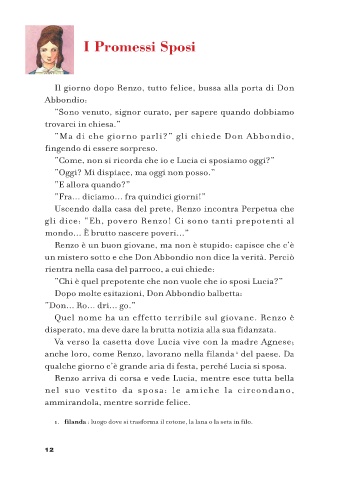 I Promessi Sposi
Il giorno dopo Renzo, tutto felice, bussa alla porta di Don
Abbondio:
"Sono venuto, signor curato, per sapere quando dobbiamo
trovarci in chiesa."
"Ma di che giorno parli?" gli chiede Don Abbondio,
fingendo di essere sorpreso.
"Come, non si ricorda che io e Lucia ci sposiamo oggi?"
"Oggi? Mi dispiace, ma oggi non posso."
"E allora quando?"
"Fra... diciamo... fra quindici giorni!"
Uscendo dalla casa del prete, Renzo incontra Perpetua che
gli dice: "Eh, povero Renzo! Ci sono tanti prepotenti al
mondo... È brutto nascere poveri..."
Renzo è un buon giovane, ma non è stupido: capisce che c'è
un mistero sotto e che Don Abbondio non dice la verità. Perciò
rientra nella casa del parroco, a cui chiede:
"Chi è quel prepotente che non vuole che io sposi Lucia?"
Dopo molte esitazioni, Don Abbondio balbetta:
"Don... Ro... dri... go."
Quel nome ha un effetto terribile sul giovane. Renzo è
disperato, ma deve dare la brutta notizia alla sua fidanzata.
Va verso la casetta dove Lucia vive con la madre Agnese;
anche loro, come Renzo, lavorano nella filanda¹ del paese. Da
qualche giorno c'è grande aria di festa, perché Lucia si sposa.
Renzo arriva di corsa e vede Lucia, mentre esce tutta bella
nel suo vestito da sposa: le amiche la circondano,
ammirandola, mentre sorride felice.
1. filanda : luogo dove si trasforma il cotone, la lana o la seta in filo.
12